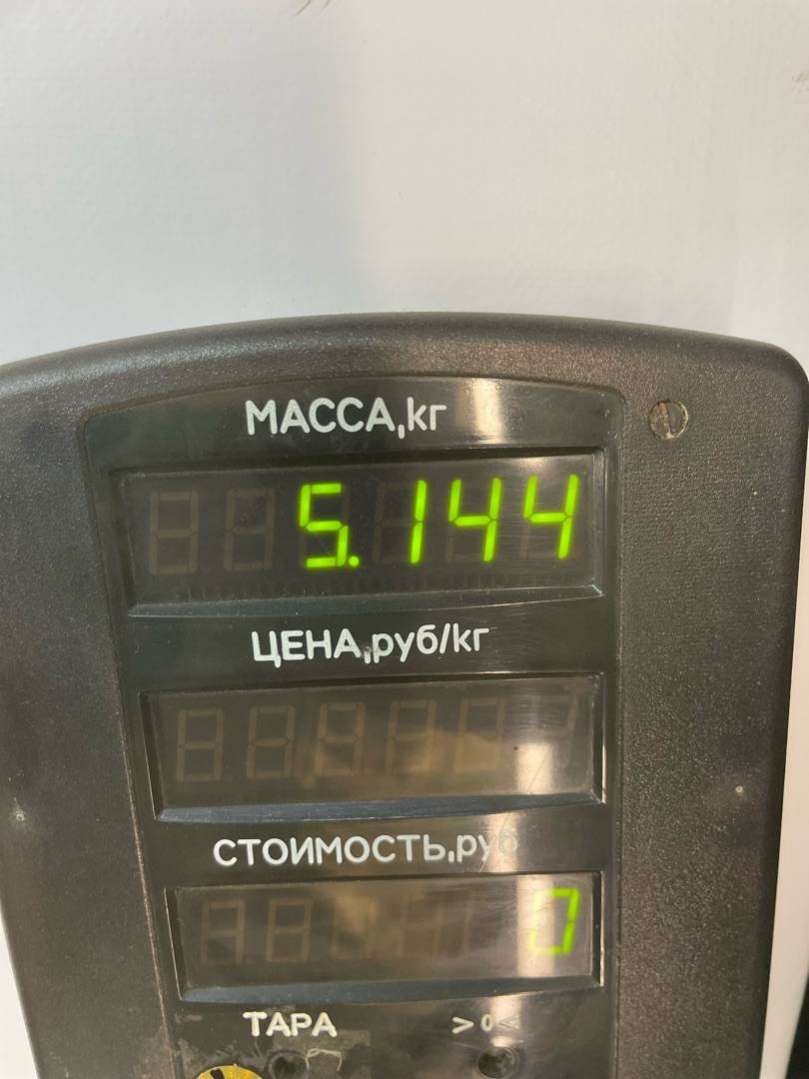 МАССА,кг
5.144
ЦЕНА,руб/кг
СТОИМОСТЬ,руб
0
ТАРА >0<